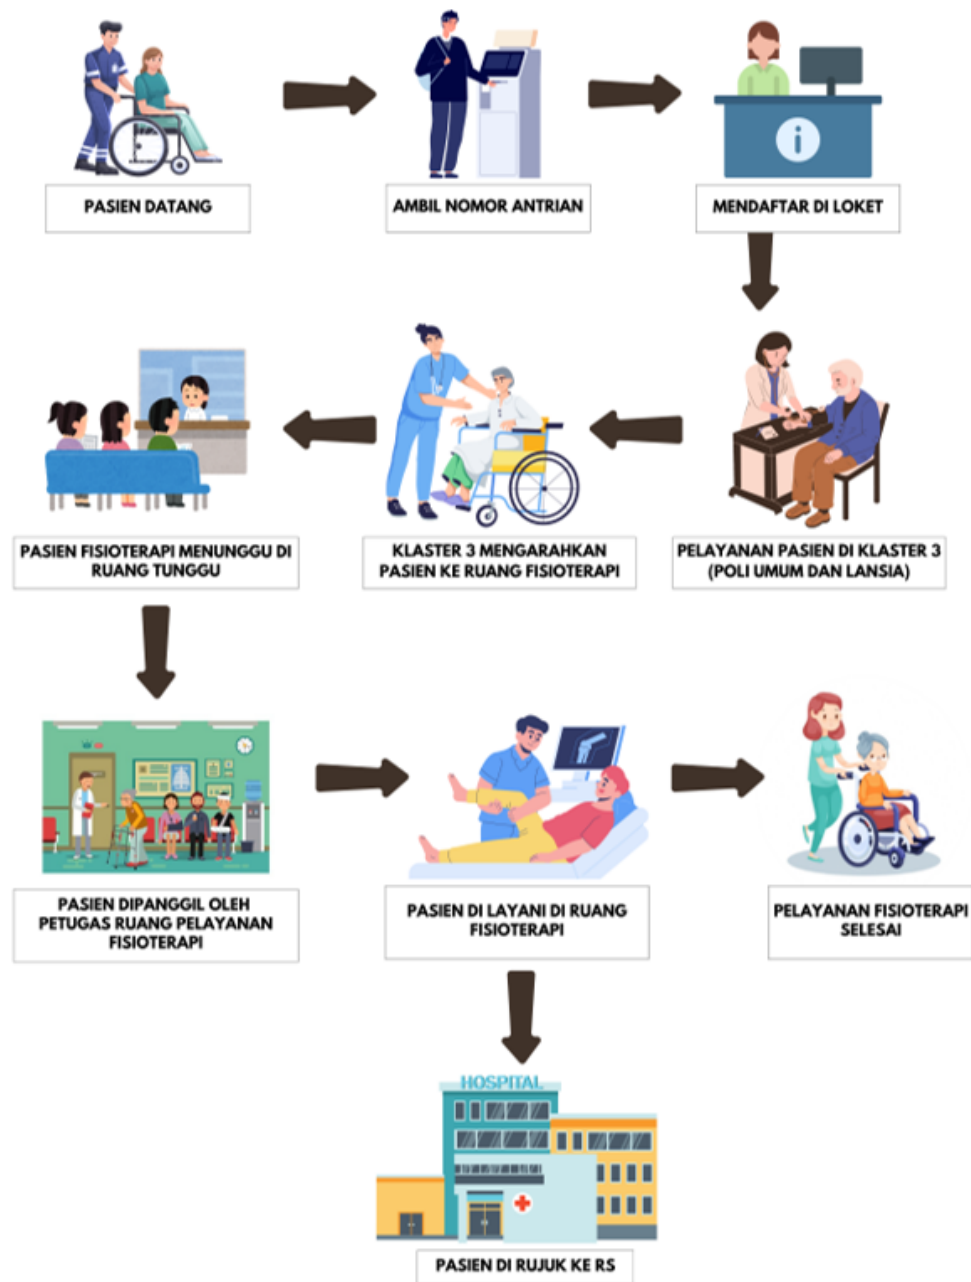 PASIEN DATANG
AMBIL NOMOR ANTRIAN
MENDAFTAR DI LOKET
PELAYANAN PASIEN DI KLASTER 3
(POLI UMUM DAN LANSIA)
KLASTER 3 MENGARAHKAN
PASIEN KE RUANG FISIOTERAPI
PASIEN FISIOTERAPI MENUNGGU DI
RUANG TUNGGU
PASIEN DIPANGGIL OLEH
PETUGAS RUANG PELAYANAN
FISIOTERAPI
PASIEN DI LAYANI DI RUANG
FISIOTERAPI
PELAYANAN FISIOTERAPI
SELESAI
HOSPITAL
PASIEN DI RUJUK KE RS